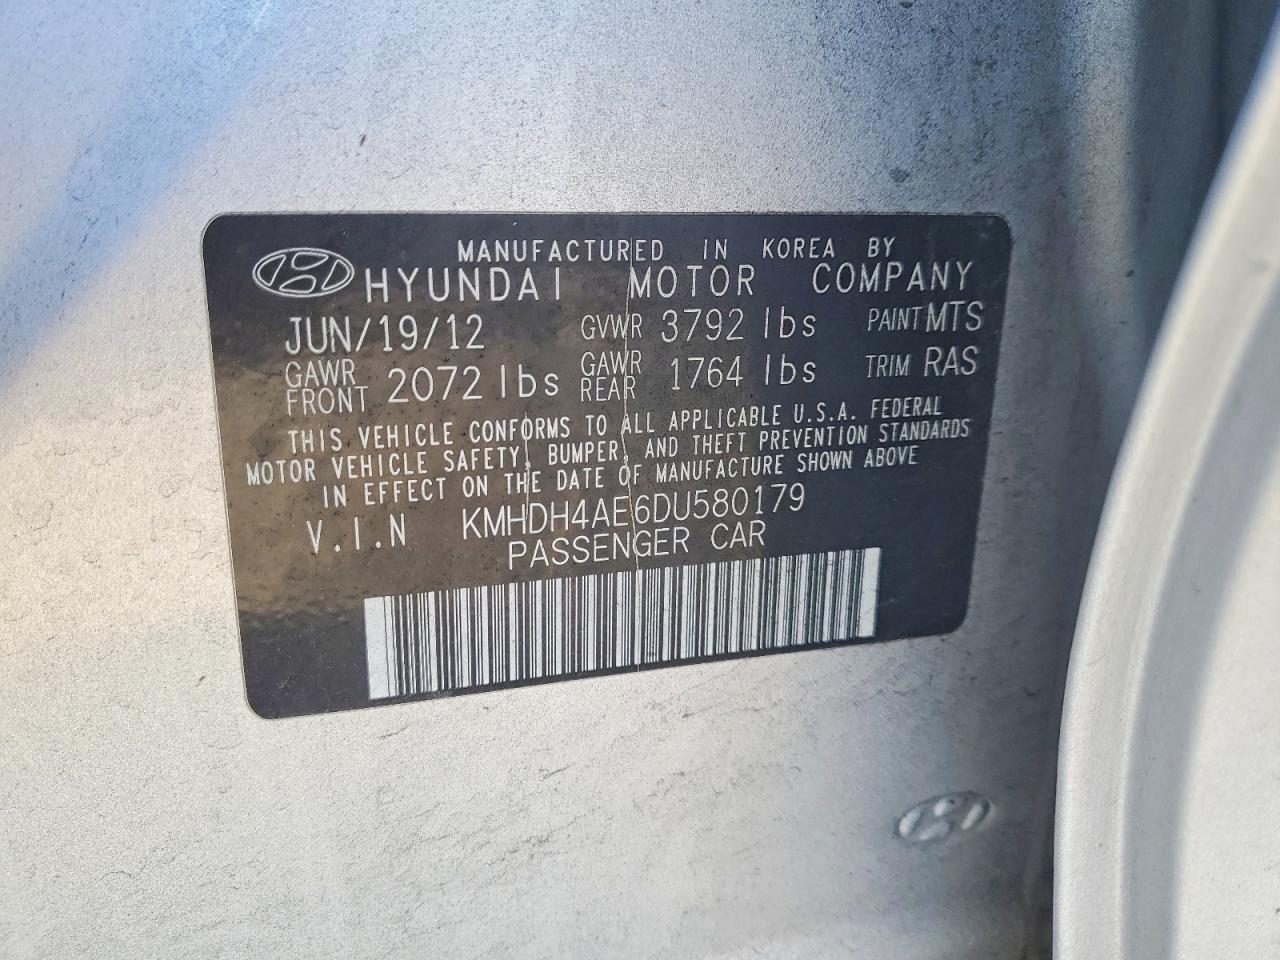 MANUFACTURED IN KOREA BY
HYUNDAI MOTOR COMPANY
JUN/19/12 GVWR 3792 lbs PAINT MTS
GAWR FRONT 2072 lbs GAWR REAR 1764 lbs TRIM RAS
THIS VEHICLE CONFORMS TO ALL APPLICABLE U.S.A. FEDERAL
MOTOR VEHICLE SAFETY, BUMPER, AND THEFT PREVENTION STANDARDS
IN EFFECT ON THE DATE OF MANUFACTURE SHOWN ABOVE
V.I.N KMHDH4AE6DU580179
PASSENGER CAR